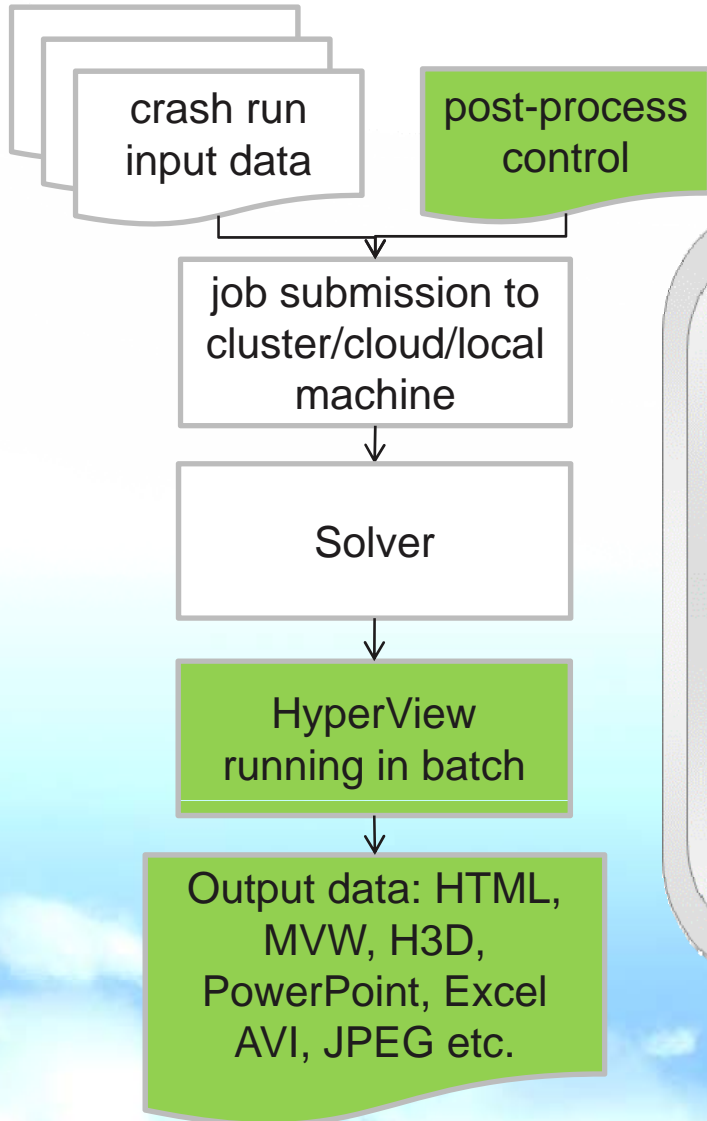 crash run
input data
post-process
control
job submission to
cluster/cloud/local
machine
Solver
HyperView
running in batch
Output data: HTML,
MVW, H3D,
PowerPoint, Excel
AVI, JPEG etc.